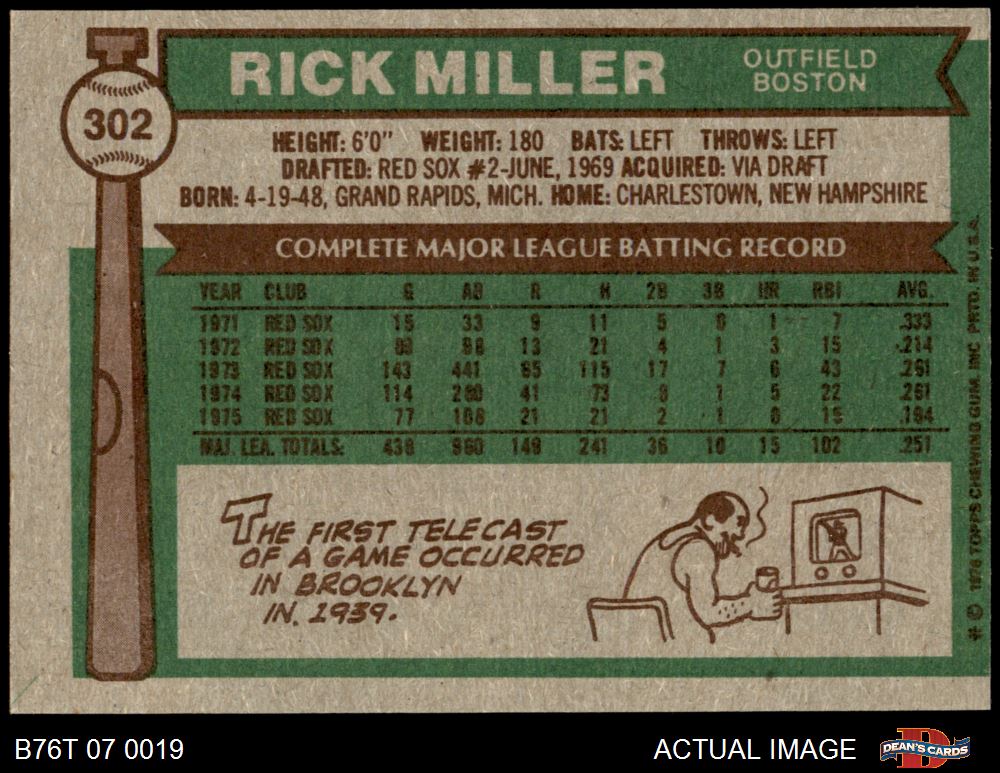 302
RICK MILLER
OUTFIELD
BOSTON
HEIGHT: 6'0" WEIGHT: 180 BATS: LEFT THROWS: LEFT
DRAFTED: RED SOX #2-JUNE, 1969 ACQUIRED: VIA DRAFT
BORN: 4-19-48, GRAND RAPIDS, MICH. HOME: CHARLESTOWN, NEW HAMPSHIRE
COMPLETE MAJOR LEAGUE BATTING RECORD
YEAR CLUB G AB R H 2B 3B HR RBI AVG.
1971 RED SOX 15 33 9 11 5 0 1 7 .333
1972 RED SOX 98 13 21 4 1 3 15 .214
1973 RED SOX 143 441 65 115 17 7 6 43 .261
1974 RED SOX 114 280 41 73 8 1 5 22 .261
1975 RED SOX 77 108 21 21 2 1 0 15 .194
MAJ. LEA. TOTALS: 438 960 149 241 36 10 15 102 .251
THE FIRST TELECAST
OF A GAME OCCURRED
IN BROOKLYN
IN 1939.
# © 1976 TOPPS CHEWING GUM, INC. PRTD. IN U.S.A.
B76T 07 0019
ACTUAL IMAGE
DEAN'S CARDS